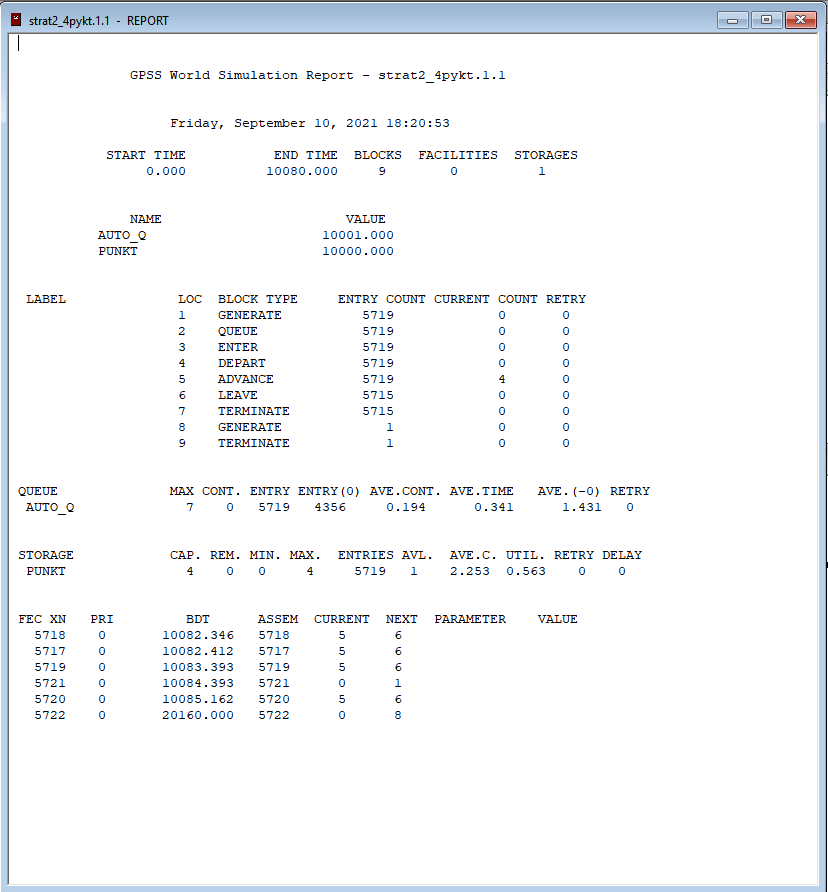 strat2_4pykt.1.1 - REPORT
GPSS World Simulation Report - strat2_4pykt.1.1
Friday, September 10, 2021 18:20:53
START TIME END TIME BLOCKS FACILITIES STORAGES
0.000 10080.000 9 0 1
NAME VALUE
AUTO_Q 10001.000
PUNKT 10000.000
LABEL LOC BLOCK TYPE ENTRY COUNT CURRENT COUNT RETRY
1 GENERATE 5719 0 0
2 QUEUE 5719 0 0
3 ENTER 5719 0 0
4 DEPART 5719 0 0
5 ADVANCE 5719 4 0
6 LEAVE 5715 0 0
7 TERMINATE 5715 0 0
8 GENERATE 1 0 0
9 TERMINATE 1 0 0
QUEUE MAX CONT. ENTRY ENTRY(0) AVE.CONT. AVE.TIME AVE.(-0) RETRY
AUTO_Q 7 0 5719 4356 0.194 0.341 1.431 0
STORAGE CAP. REM. MIN. MAX. ENTRIES AVL. AVE.C. UTIL. RETRY DELAY
PUNKT 4 0 0 4 5719 1 2.253 0.563 0 0
FEC XN PRI BDT ASSEM CURRENT NEXT PARAMETER VALUE
5718 0 10082.346 5718 5 6
5717 0 10082.412 5717 5 6
5719 0 10083.393 5719 5 6
5721 0 10084.393 5721 0 1
5720 0 10085.162 5720 5 6
5722 0 20160.000 5722 0 8